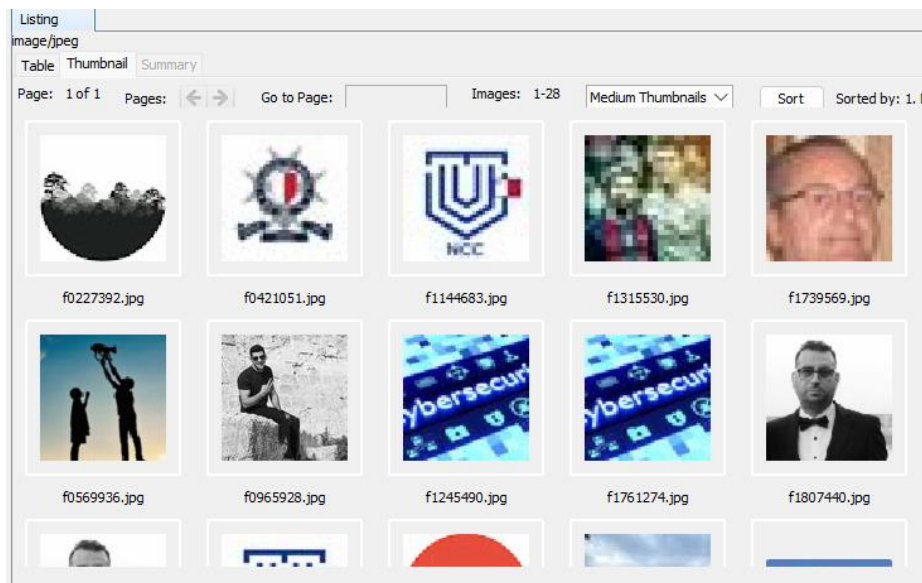 Listing
image/jpeg
Table Thumbnail Summary
Page: 1 of 1 Pages: Go to Page: Images: 1-28 Medium Thumbnails Sort Sorted by: 1.
NCC
f0227392.jpg f0421051.jpg f1144683.jpg f1315530.jpg f1739569.jpg
ybersecuri ybersecuri
f0569936.jpg f0965928.jpg f1245490.jpg f1761274.jpg f1807440.jpg